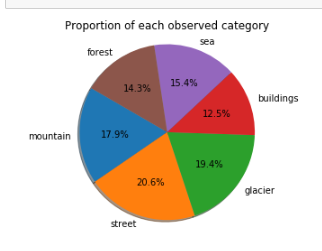 Proportion of each observed category
sea
forest
15.4%
14.3%
buildings
12.5%
mountain
17.9%
19.4%
20.6%
glacier
street